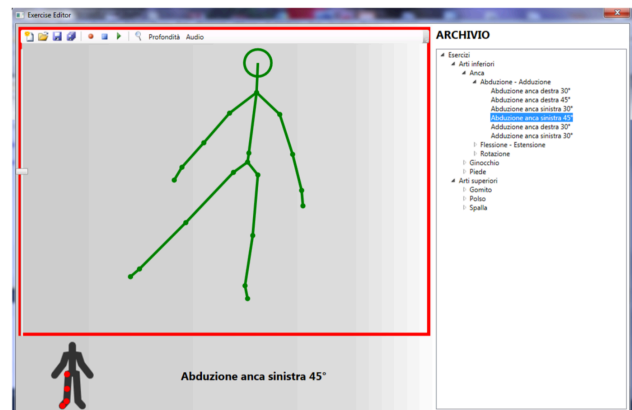 Exercise Editor
Profondità Audio
ARCHIVIO
Esercizi
Arti inferiori
Anca
Abduzione - Adduzione
Abduzione anca destra 30°
Abduzione anca destra 45°
Abduzione anca sinistra 30°
Abduzione anca sinistra 45°
Adduzione anca destra 30°
Adduzione anca sinistra 30°
Flessione - Estensione
Rotazione
Ginocchio
Piede
Arti superiori
Gomito
Polso
Spalla
Abduzione anca sinistra 45°